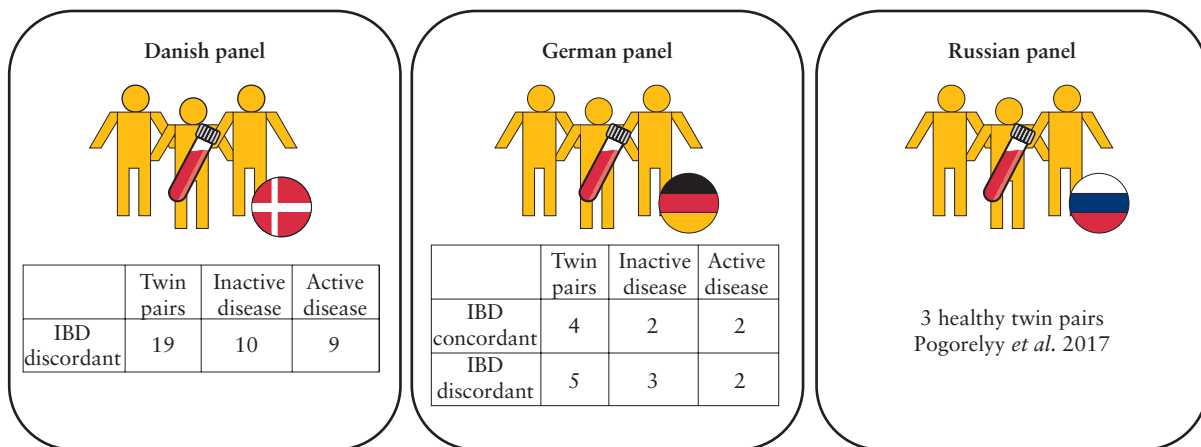 Danish panel
Twin pairs
Inactive disease
Active disease
IBD discordant
19
10
9
German panel
Twin pairs
Inactive disease
Active disease
IBD concordant
4
2
2
IBD discordant
5
3
2
Russian panel
3 healthy twin pairs
Pogorelyy et al. 2017